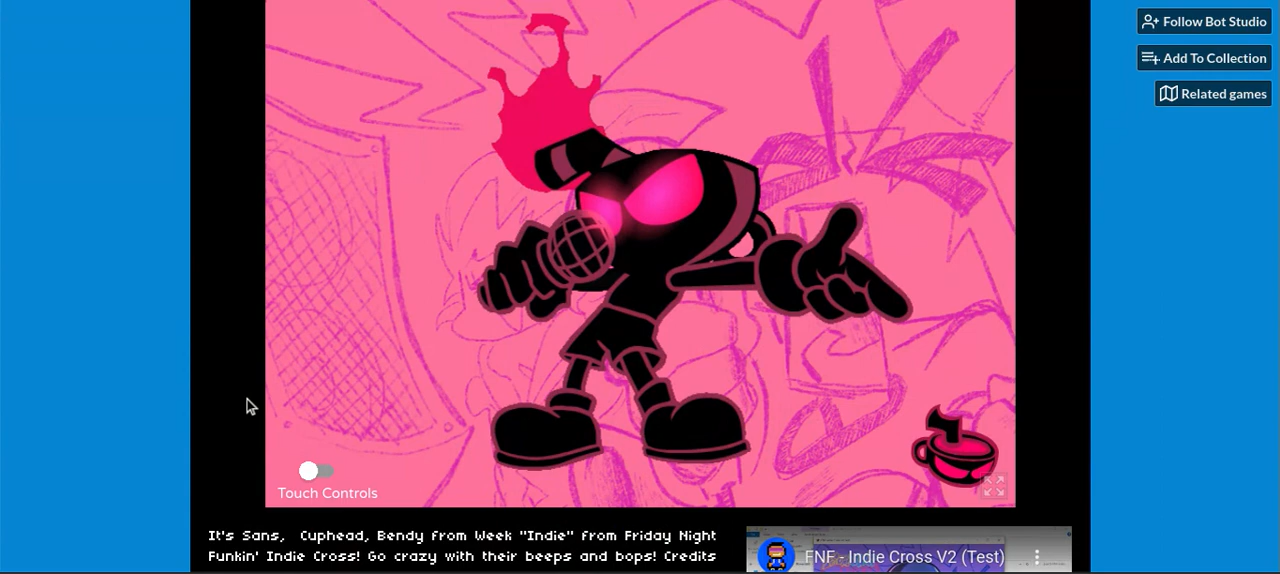 Follow Bot Studio
Add To Collection
Related games
Touch Controls
It's Sans, Cuphead, Bendy from Week "Indie" from Friday Night
Funkin' Indie Cross! Go crazy with their beeps and bops! Credits
FNF - Indie Cross V2 (Test)